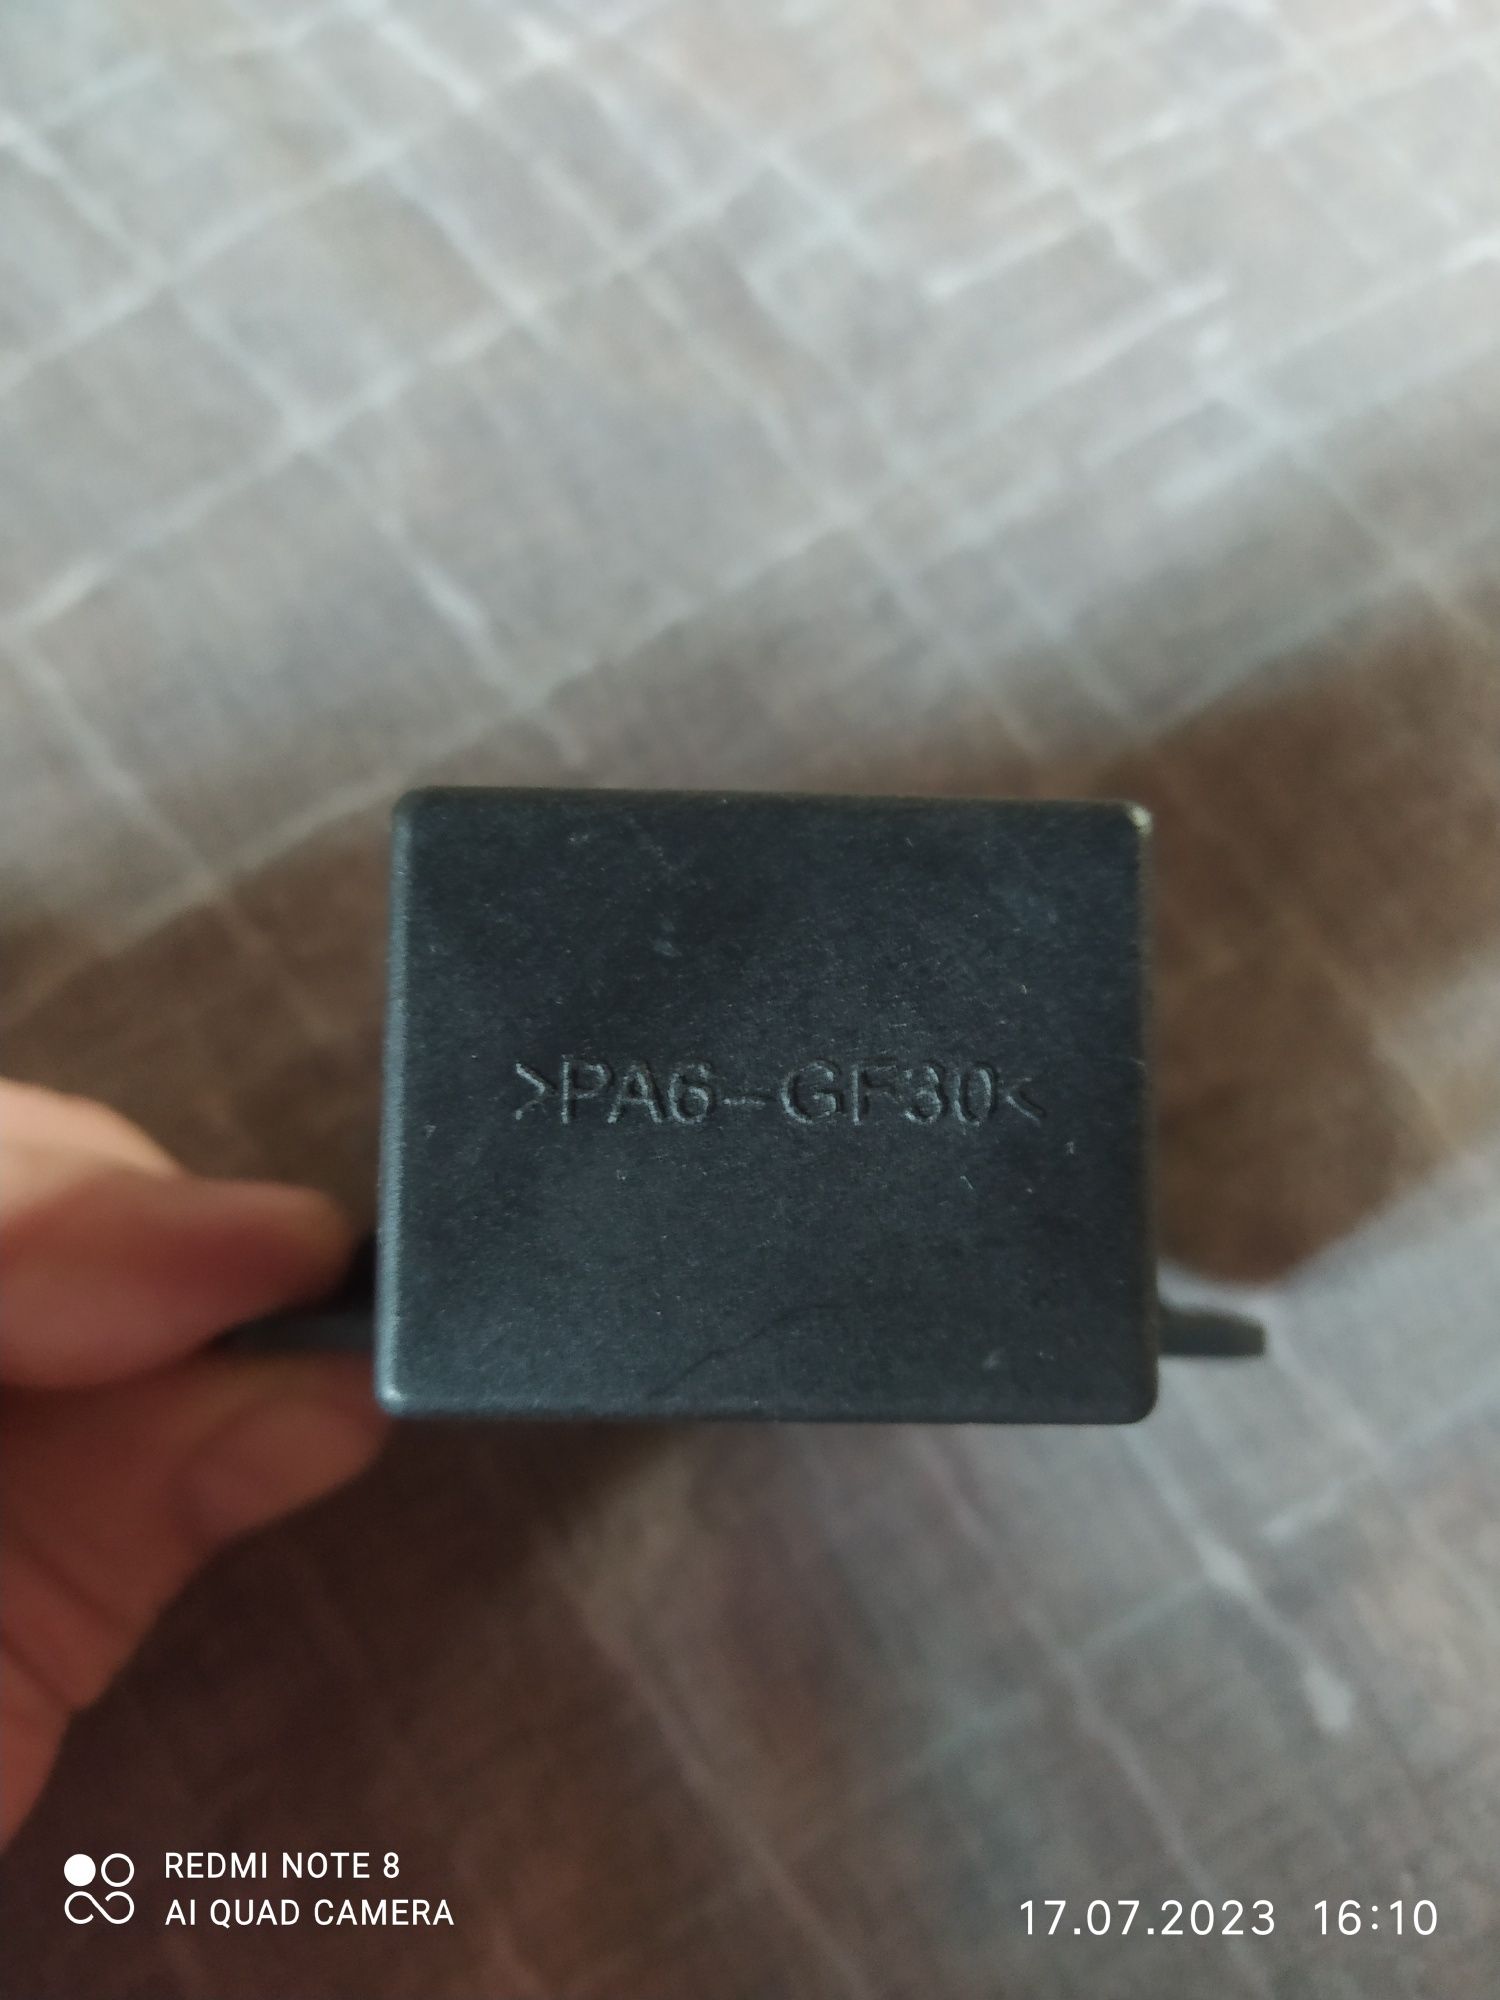 >PA6-GF30<
REDMI NOTE 8
AI QUAD CAMERA
17.07.2023 16:10